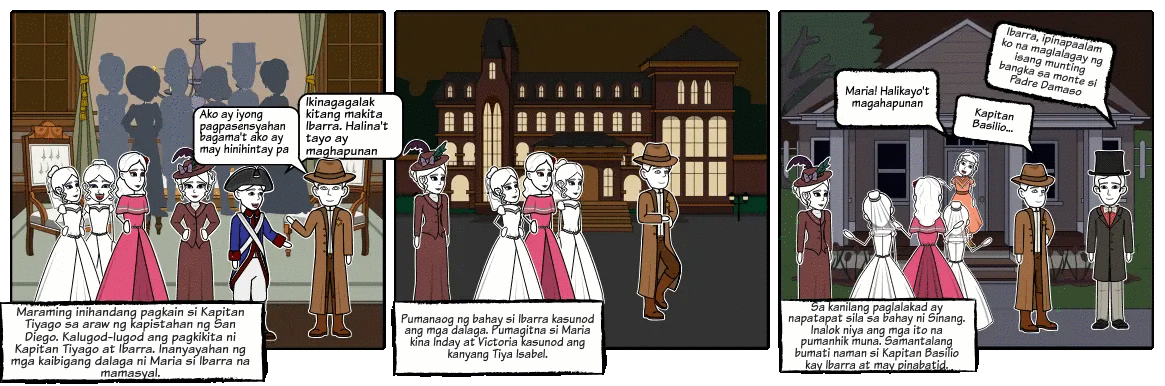 Ako ay iyong
pagpasensyahan
bagama't ako ay
may hinihintay pa
Ikinagagalak
kitang makita
Ibarra. Halina't
tayo ay
maghapunan
Maraming inihandang pagkain si Kapitan
Tiyago sa araw ng kapistahan ng San
Diego. Kalugod-lugod ang pagkikita ni
Kapitan Tiyago at Ibarra. Inanyayahan ng
mga kaibigang dalaga ni Maria si Ibarra na
mamasyal.
Pumanaog ng bahay si Ibarra kasunod
ang mga dalaga. Pumagitna si Maria
kina Inday at Victoria kasunod ang
kanyang Tiya Isabel.
Maria! Halikayo't
magahapunan
Kapitan
Basilio...
Ibarra, ipinapaalam
ko na maglalagay ng
isang munting
bangka sa monte si
Padre Damaso
Sa kanilang paglalakad ay
napatapat sila sa bahay ni Sinang.
Inalok niya ang mga ito na
pumanhik muna. Samantalang
bumati naman si Kapitan Basilio
kay Ibarra at may pinabatid.